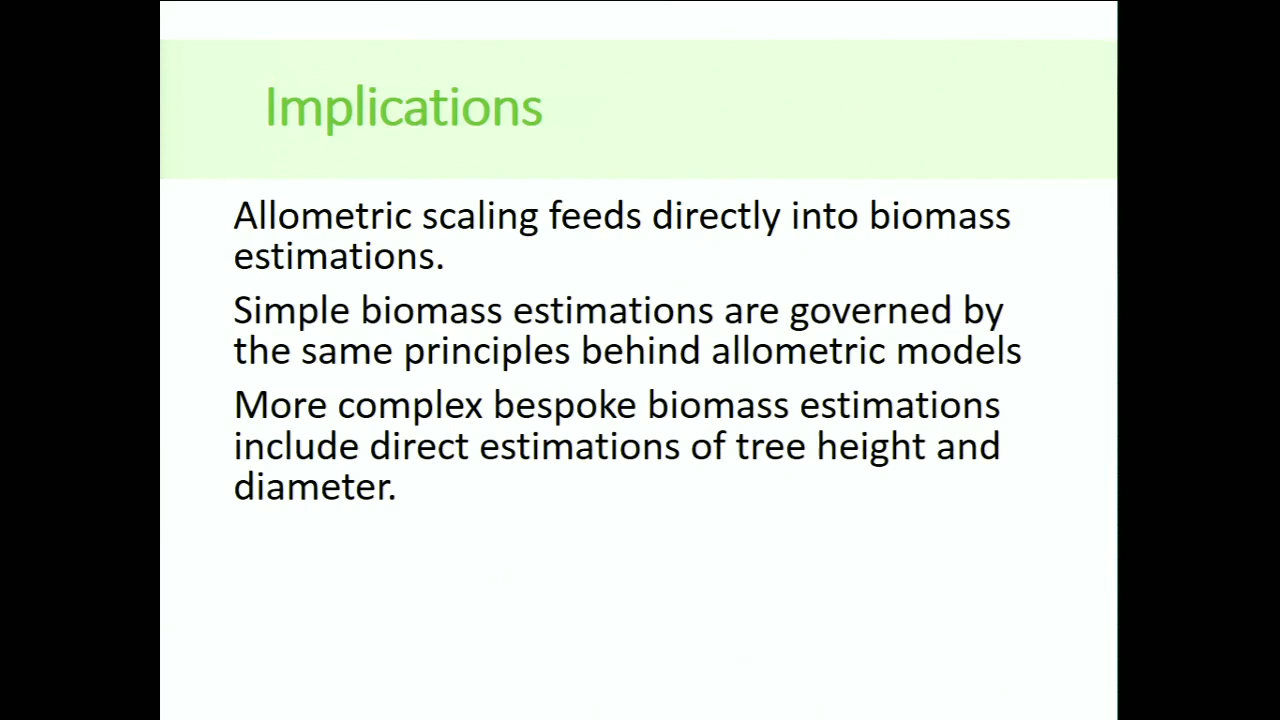 Implications
Allometric scaling feeds directly into biomass
estimations.
Simple biomass estimations are governed by
the same principles behind allometric models
More complex bespoke biomass estimations
include direct estimations of tree height and
diameter.